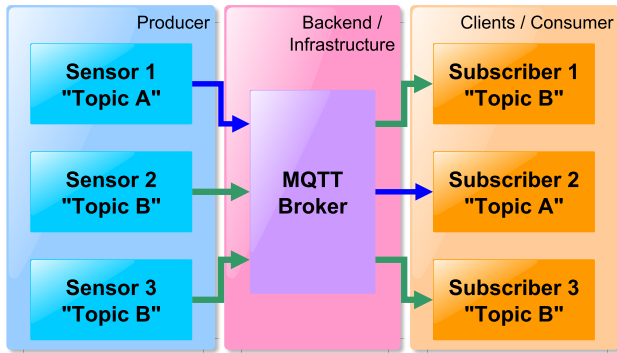 Producer
Sensor 1
"Topic A"
Sensor 2
"Topic B"
Sensor 3
"Topic B"
Backend /
Infrastructure
MQTT
Broker
Clients / Consumer
Subscriber 1
"Topic B"
Subscriber 2
"Topic A"
Subscriber 3
"Topic B"